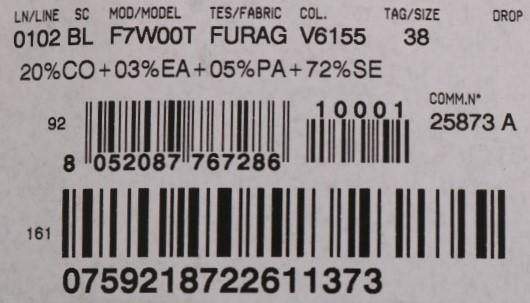 LN/LINE SC MOD/MODEL TES/FABRIC COL. TAG/SIZE DROP
0102 BL F7W00T FURAG V6155 38
20%CO+03%EA+05%PA+72%SE
COMM.N°
10001
25873 A
92
8 052087 767286
161
0759218722611373